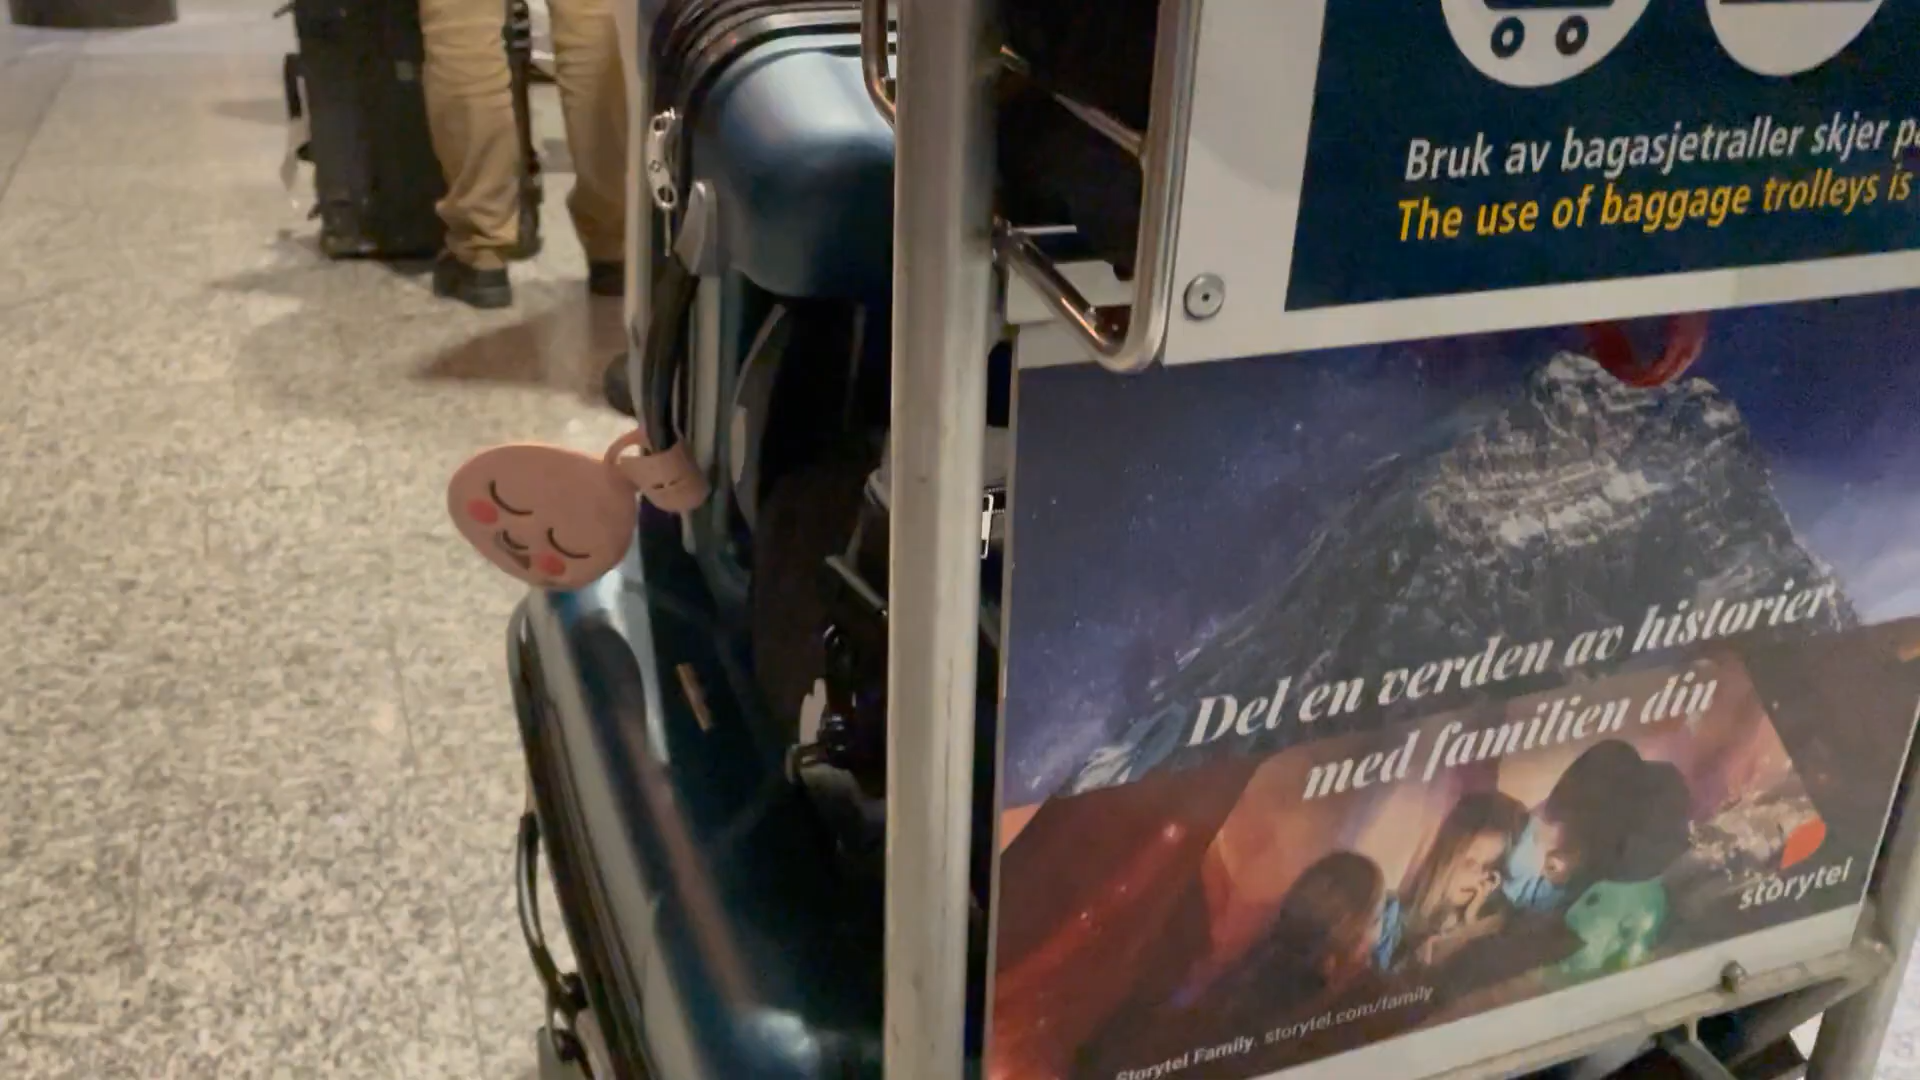 Bruk av bagasjetraller skjer
The use of baggage trolleys is
Del en verden av historier
med familien din
storytel
Storytel Family. storytel.com/family